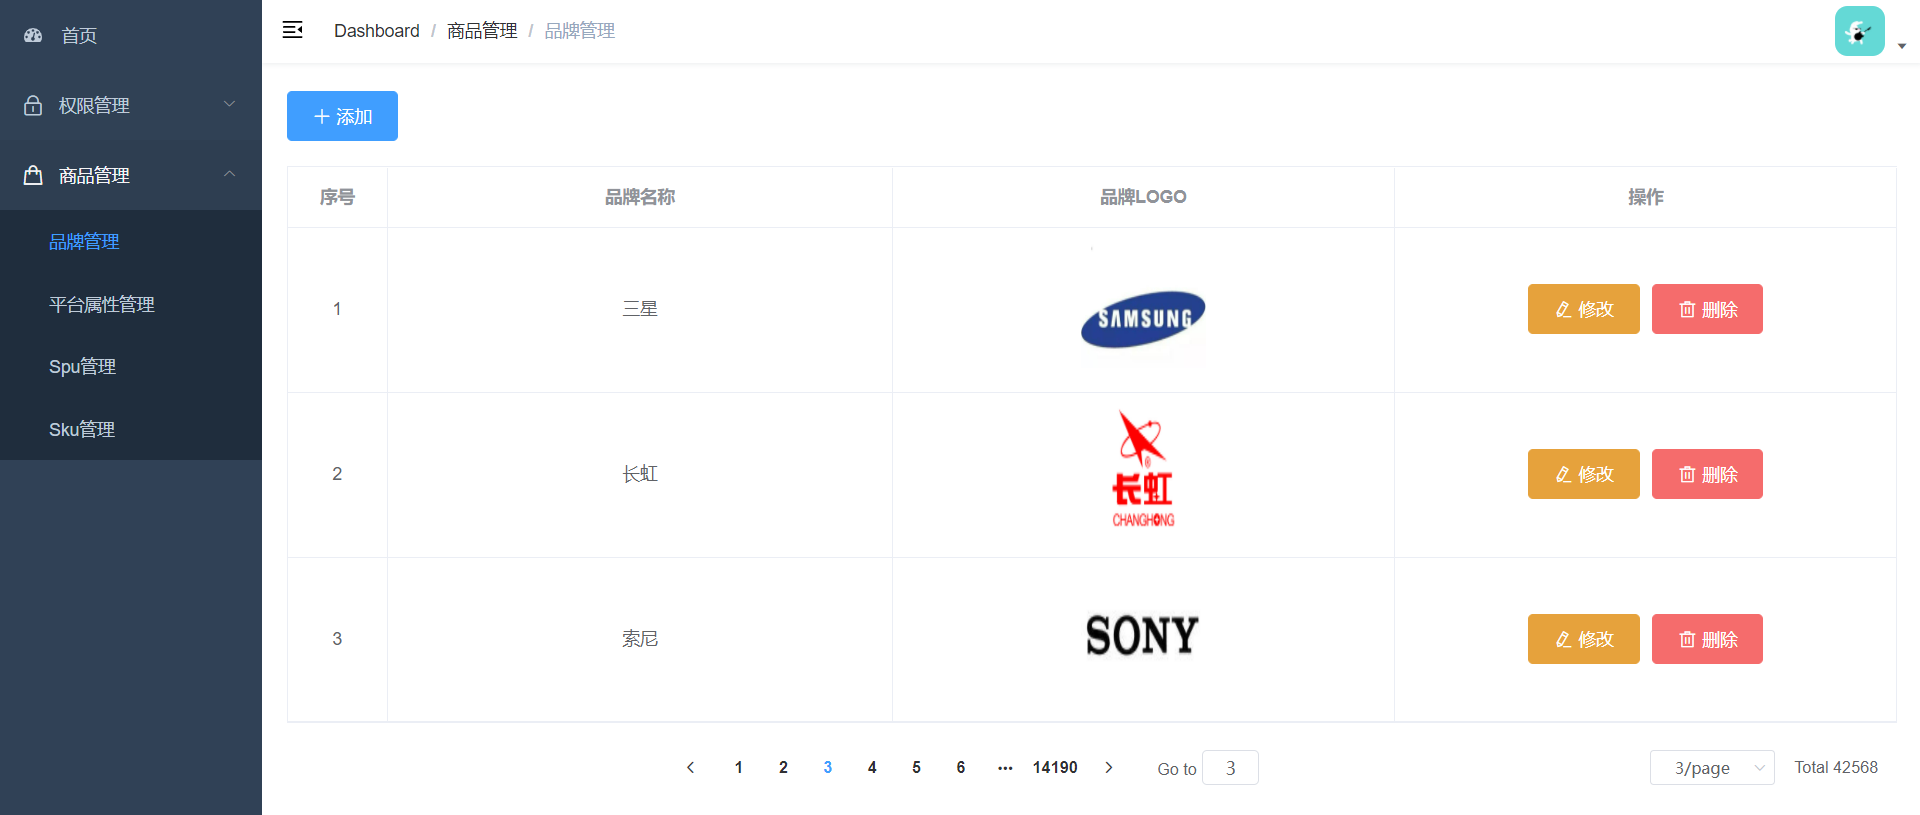 首页
权限管理
商品管理
品牌管理
平台属性管理
Spu管理
Sku管理
Dashboard / 商品管理 / 品牌管理
添加
序号 品牌名称 品牌LOGO 操作
1 三星 SAMSUNG 修改 删除
2 长虹 长虹 CHANGHONG 修改 删除
3 索尼 SONY 修改 删除
1 2 3 4 5 6 ••• 14190 Go to 3 3/page Total 42568